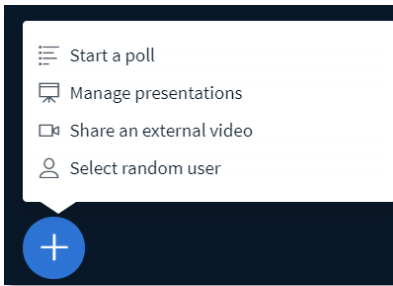 Start a poll
Manage presentations
Share an external video
Select random user